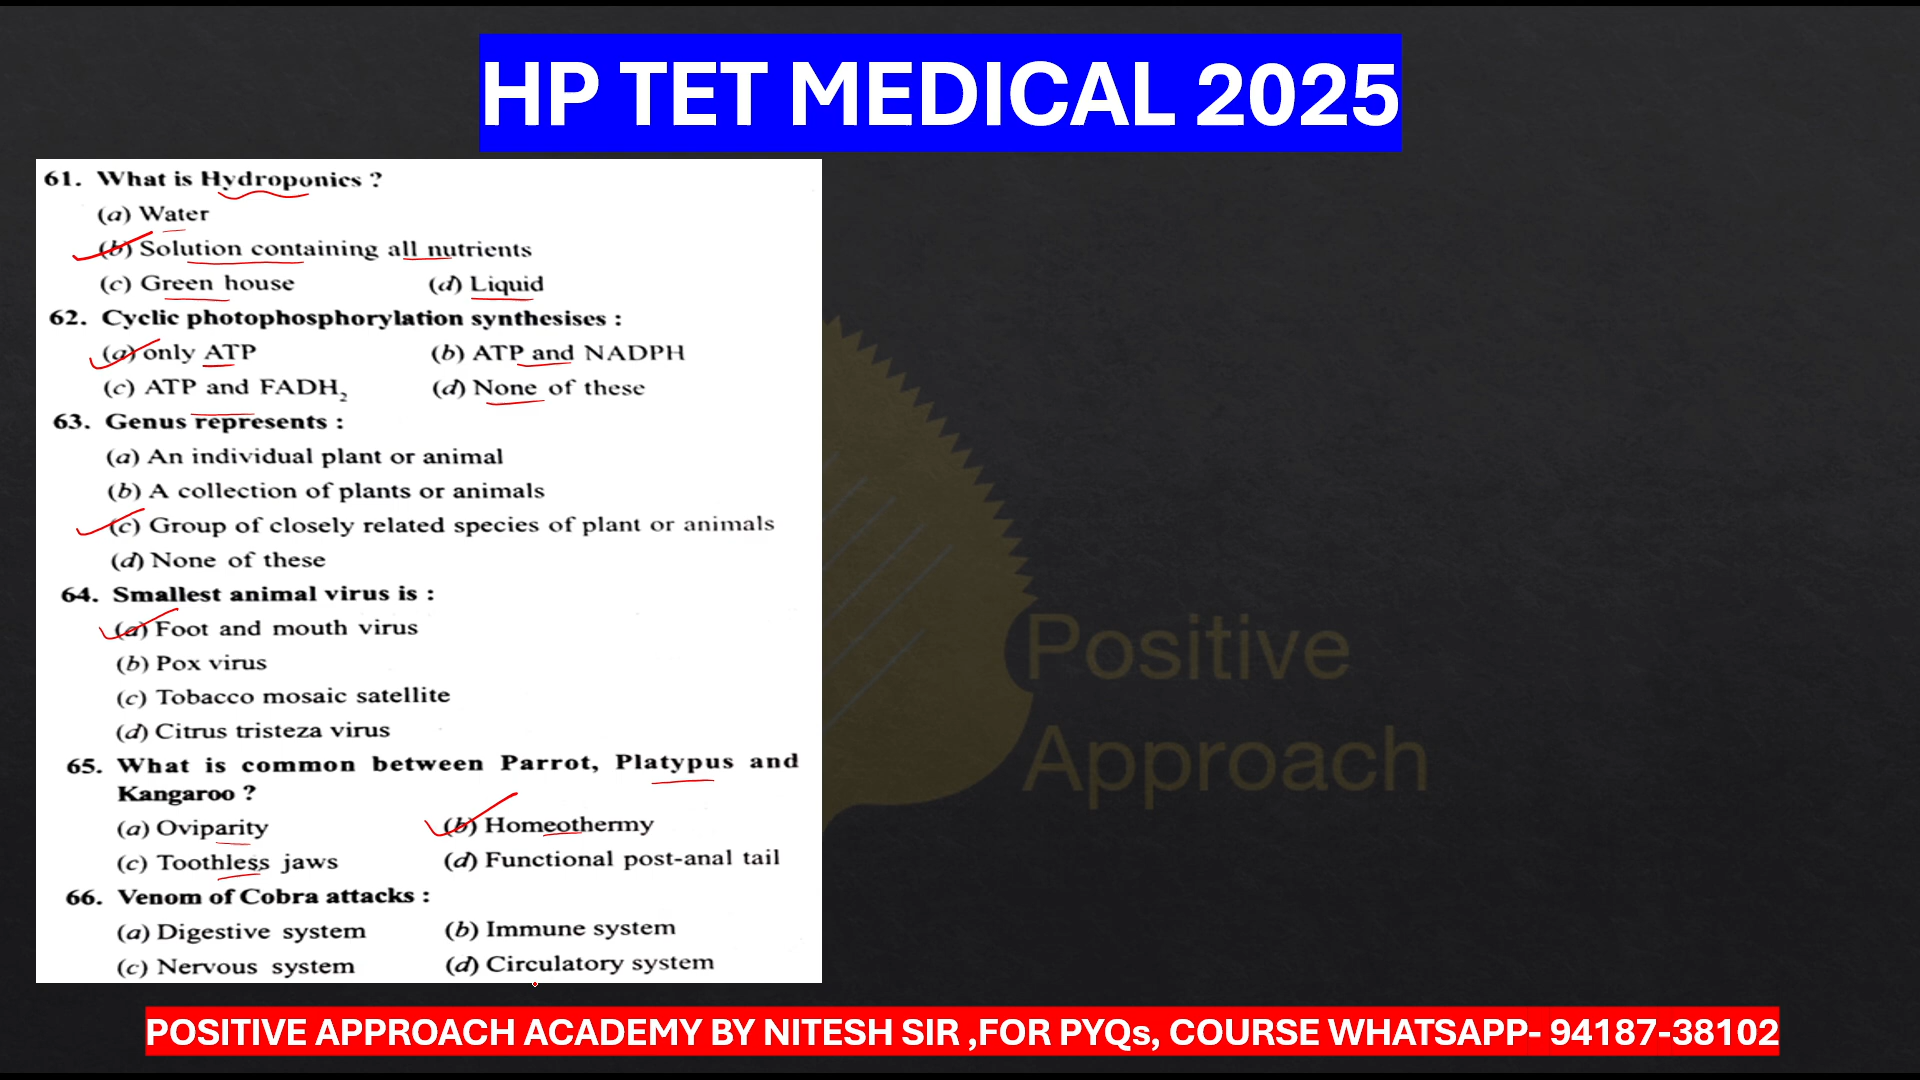 HP TET MEDICAL 2025
61. What is Hydroponics ?
(a) Water
(b) Solution containing all nutrients
(c) Green house (d) Liquid
62. Cyclic photophosphorylation synthesises :
(a) only ATP (b) ATP and NADPH
(c) ATP and FADH₂ (d) None of these
63. Genus represents :
(a) An individual plant or animal
(b) A collection of plants or animals
(c) Group of closely related species of plant or animals
(d) None of these
64. Smallest animal virus is :
(a) Foot and mouth virus
(b) Pox virus
(c) Tobacco mosaic satellite
(d) Citrus tristeza virus
65. What is common between Parrot, Platypus and
Kangaroo ?
(a) Oviparity (b) Homeothermy
(c) Toothless jaws (d) Functional post-anal tail
66. Venom of Cobra attacks :
(a) Digestive system (b) Immune system
(c) Nervous system (d) Circulatory system
Positive
Approach
POSITIVE APPROACH ACADEMY BY NITESH SIR ,FOR PYQs, COURSE WHATSAPP- 94187-38102